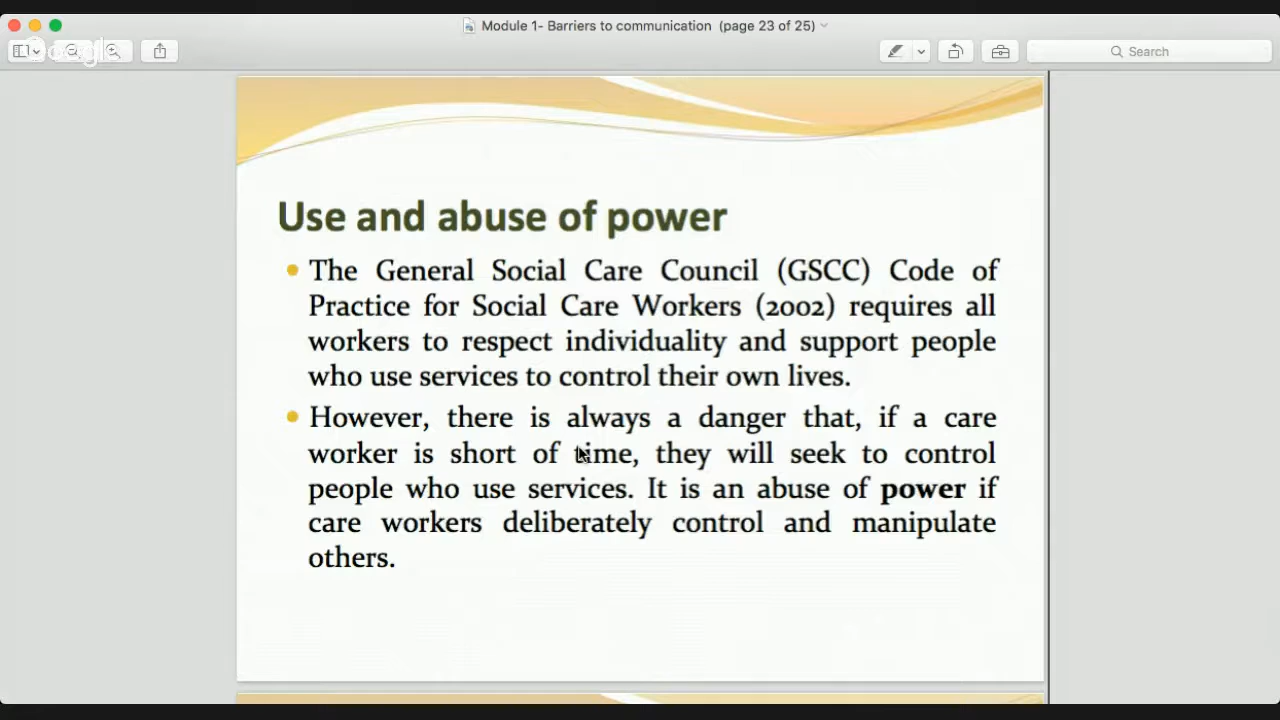 Module 1- Barriers to communication (page 23 of 25)
Google
Search
Use and abuse of power
The General Social Care Council (GSCC) Code of
Practice for Social Care Workers (2002) requires all
workers to respect individuality and support people
who use services to control their own lives.
However, there is always a danger that, if a care
worker is short of time, they will seek to control
people who use services. It is an abuse of power if
care workers deliberately control and manipulate
others.